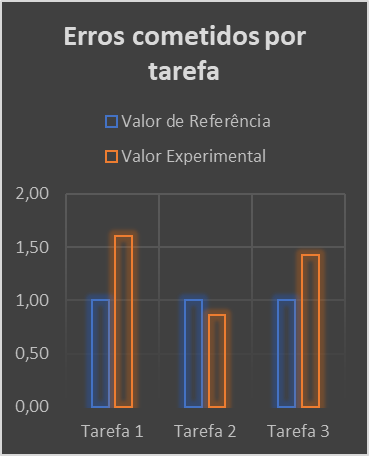 Erros cometidos por
tarefa
Valor de Referência
Valor Experimental
2,00
1,50
1,00
0,50
0,00
Tarefa 1 Tarefa 2 Tarefa 3